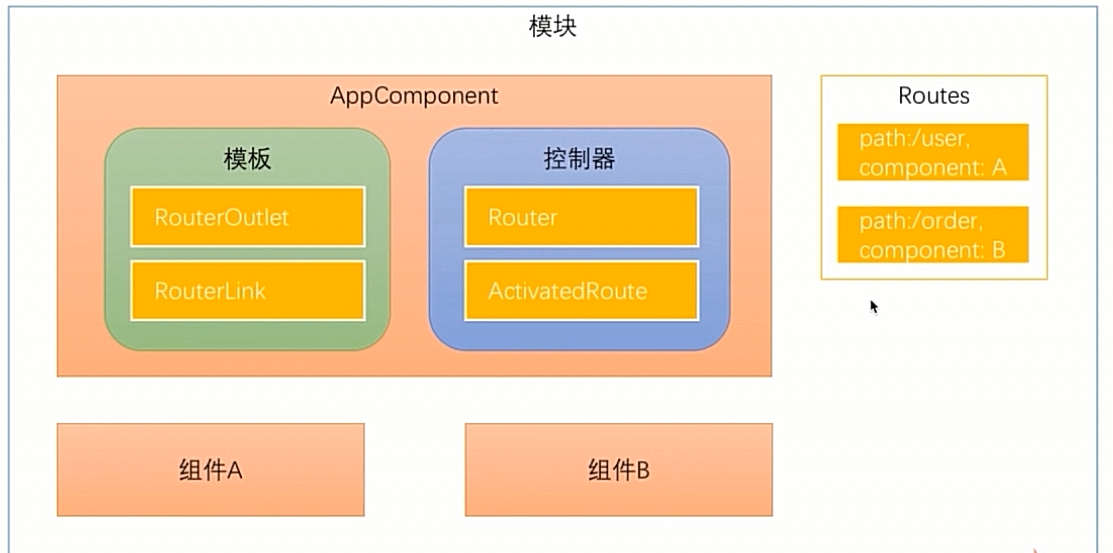 模块
AppComponent
模板
RouterOutlet
RouterLink
控制器
Router
ActivatedRoute
Routes
path:/user,
component: A
path:/order,
component: B
组件A
组件B